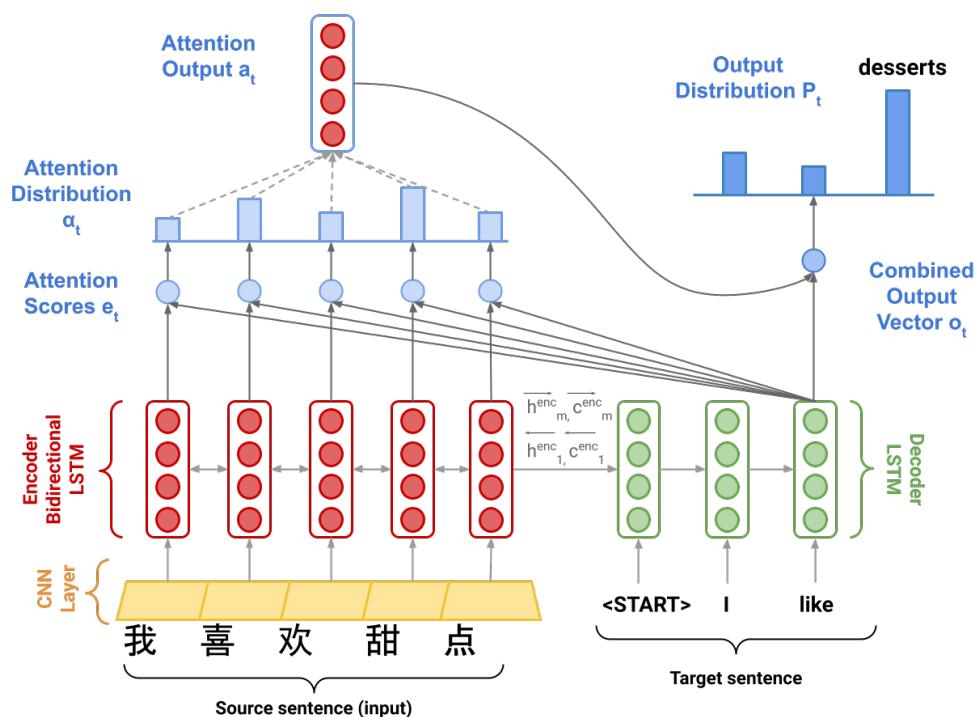 Attention
Output a_t
Output
Distribution P_t
desserts
Attention
Distribution
α_t
Attention
Scores e_t
Combined
Output
Vector o_t
Encoder
Bidirectional
LSTM
h^enc_m, c^enc_m
h^enc_1, c^enc_1
Decoder
LSTM
CNN
Layer
<START> I like
我 喜 欢 甜 点
Target sentence
Source sentence (input)